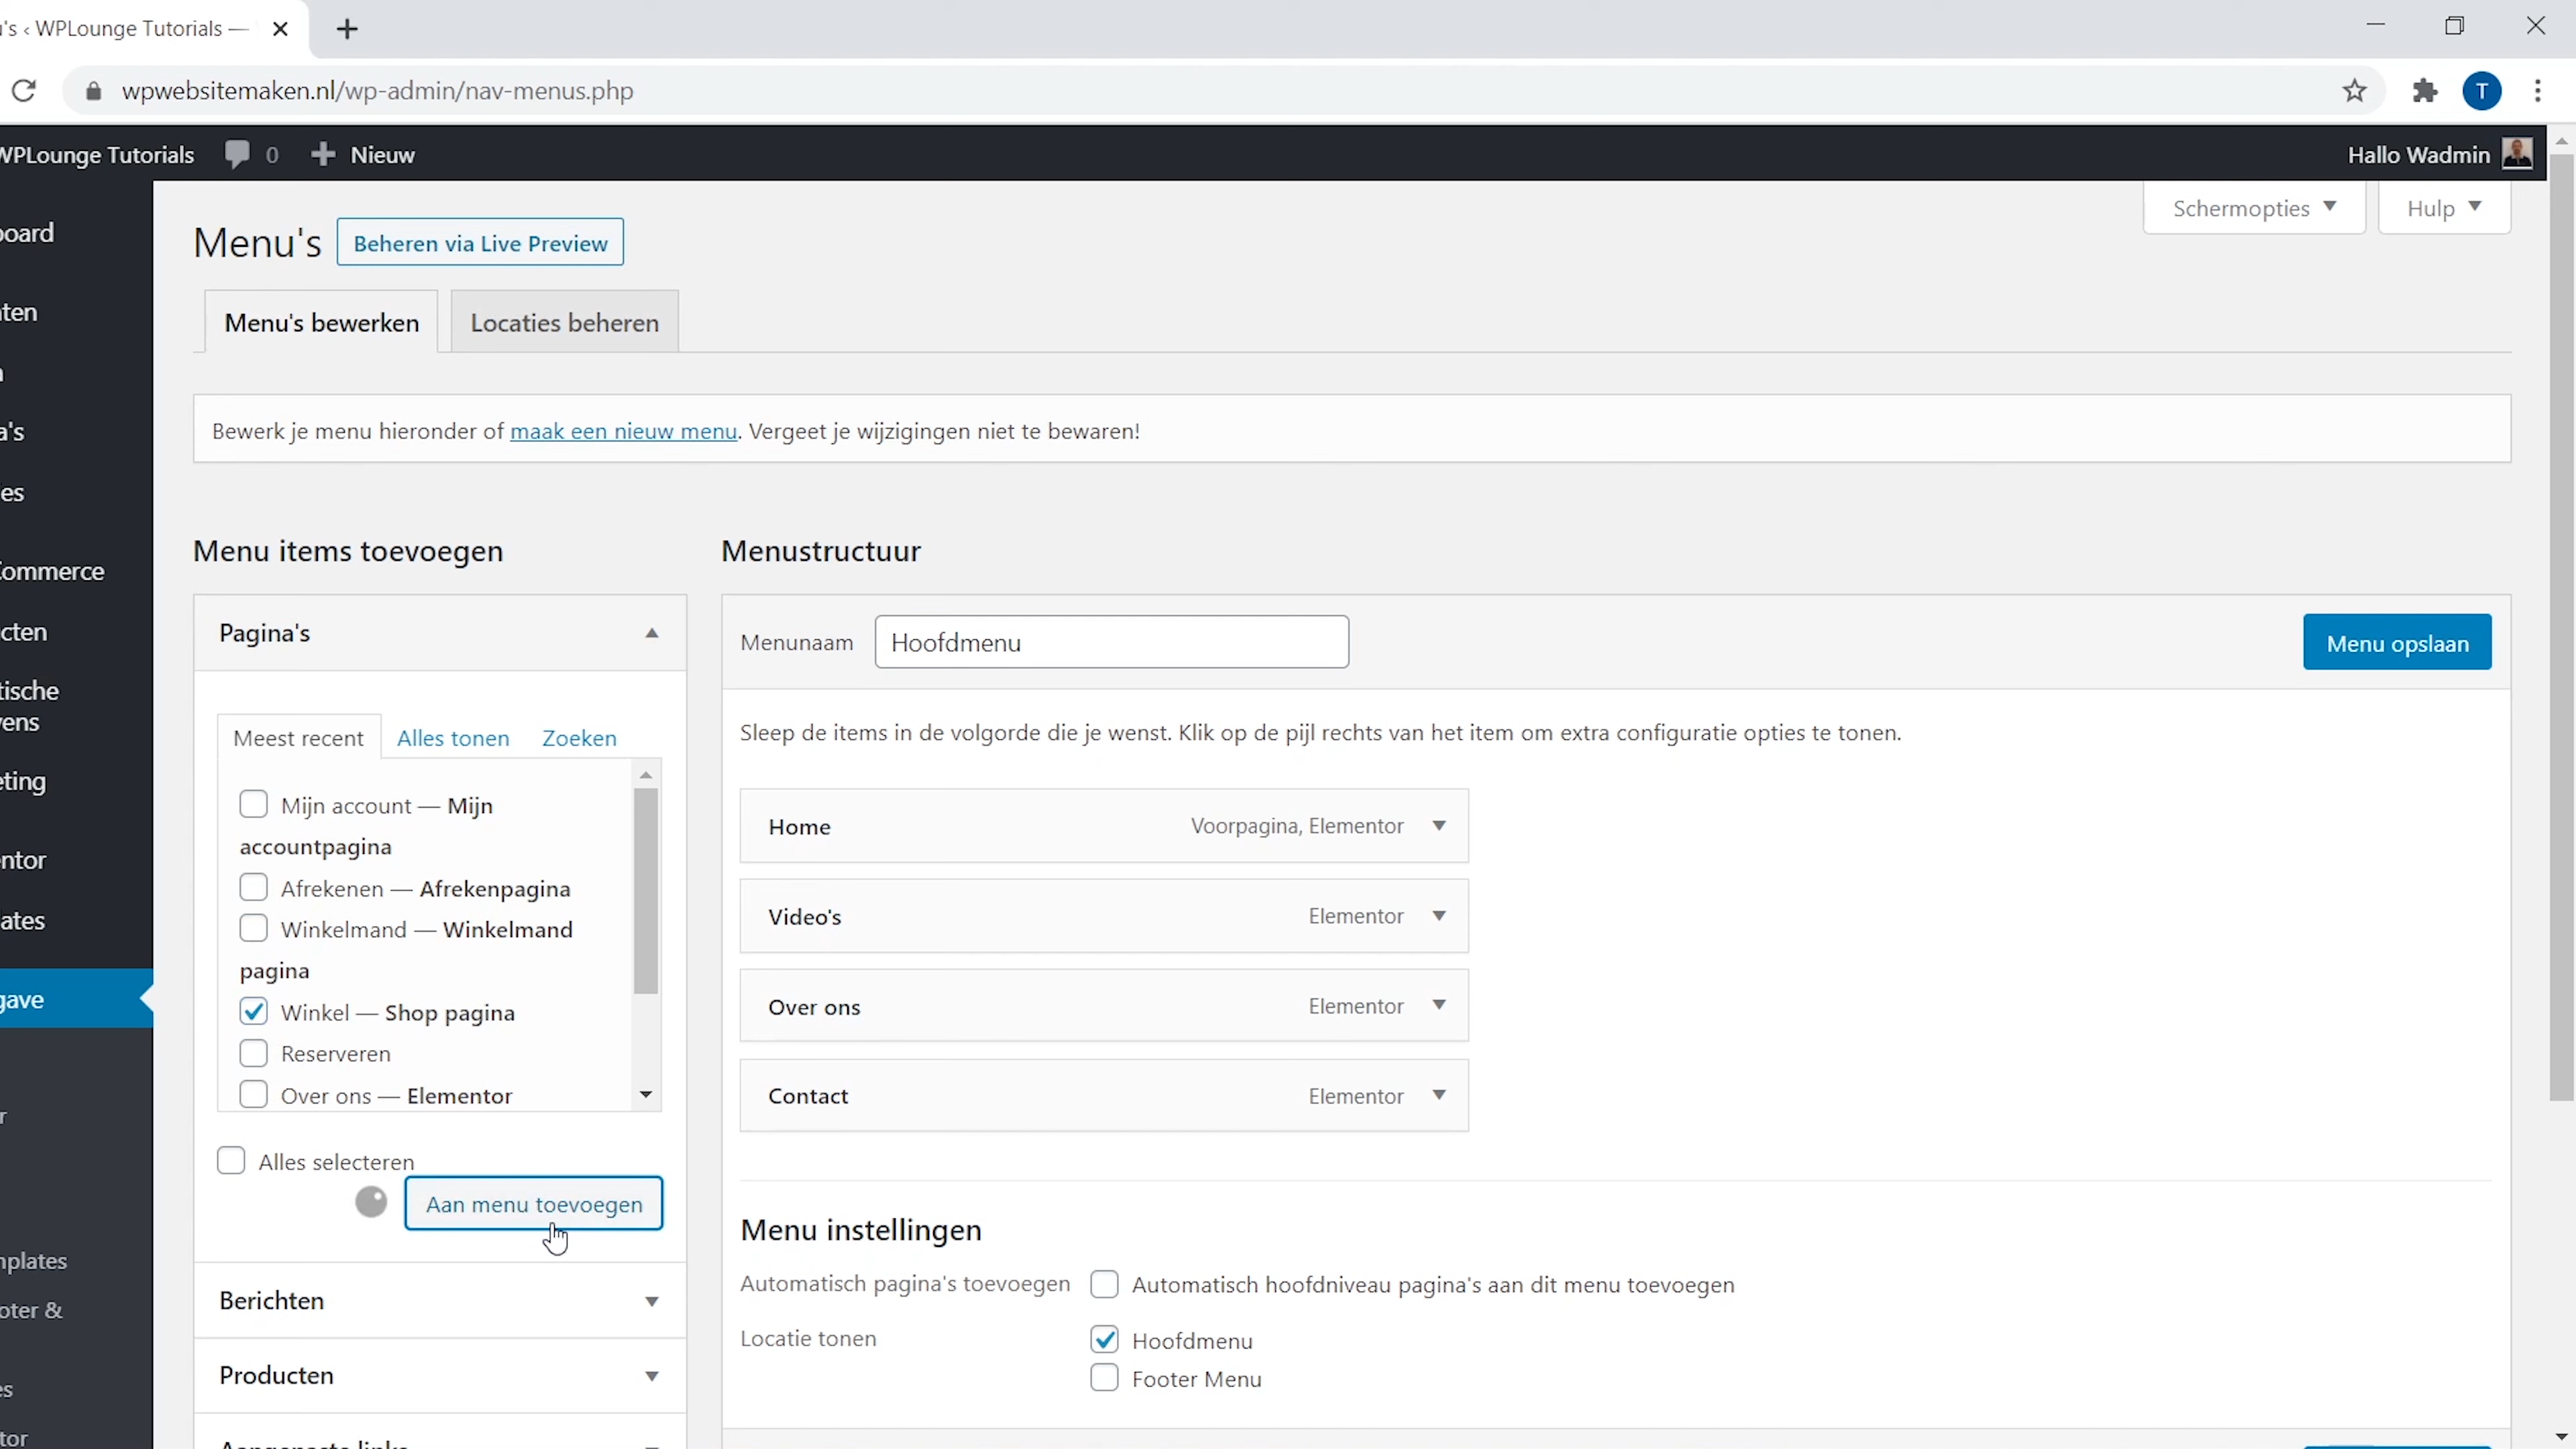 's ‹ WPLounge Tutorials —
wpwebsitemaken.nl/wp-admin/nav-menus.php
WPLounge Tutorials 0 Nieuw Hallo Wadmin
Schermopties Hulp
Menu's Beheren via Live Preview
Menu's bewerken Locaties beheren
Bewerk je menu hieronder of maak een nieuw menu. Vergeet je wijzigingen niet te bewaren!
oard
ten
a's
es
Commerce
cten
tische
vens
eting
ntor
ates
gave
r
nplates
oter &
es
tor
Menu items toevoegen
Pagina's
Meest recent Alles tonen Zoeken
Mijn account — Mijn
accountpagina
Afrekenen — Afrekenpagina
Winkelmand — Winkelmand
pagina
Winkel — Shop pagina
Reserveren
Over ons — Elementor
Alles selecteren
Aan menu toevoegen
Berichten
Producten
Menustructuur
Menunaam Hoofdmenu Menu opslaan
Sleep de items in de volgorde die je wenst. Klik op de pijl rechts van het item om extra configuratie opties te tonen.
Home Voorpagina, Elementor
Video's Elementor
Over ons Elementor
Contact Elementor
Menu instellingen
Automatisch pagina's toevoegen Automatisch hoofdniveau pagina's aan dit menu toevoegen
Locatie tonen Hoofdmenu
Footer Menu
T